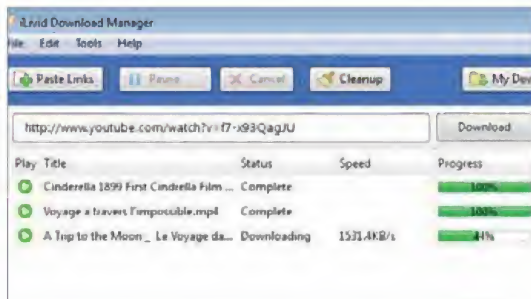 iLivid Download Manager
File Edit Tools Help
Paste Links Pause Cancel Cleanup My Dow
http://www.youtube.com/watch?v=f7-x93QagJU Download
Play Title Status Speed Progress
Cinderella 1899 First Cindrella Film ... Complete 100%
Voyage a travers l'impossible.mp4 Complete 100%
A Trip to the Moon _ Le Voyage da... Downloading 1531.4KB/s 44%